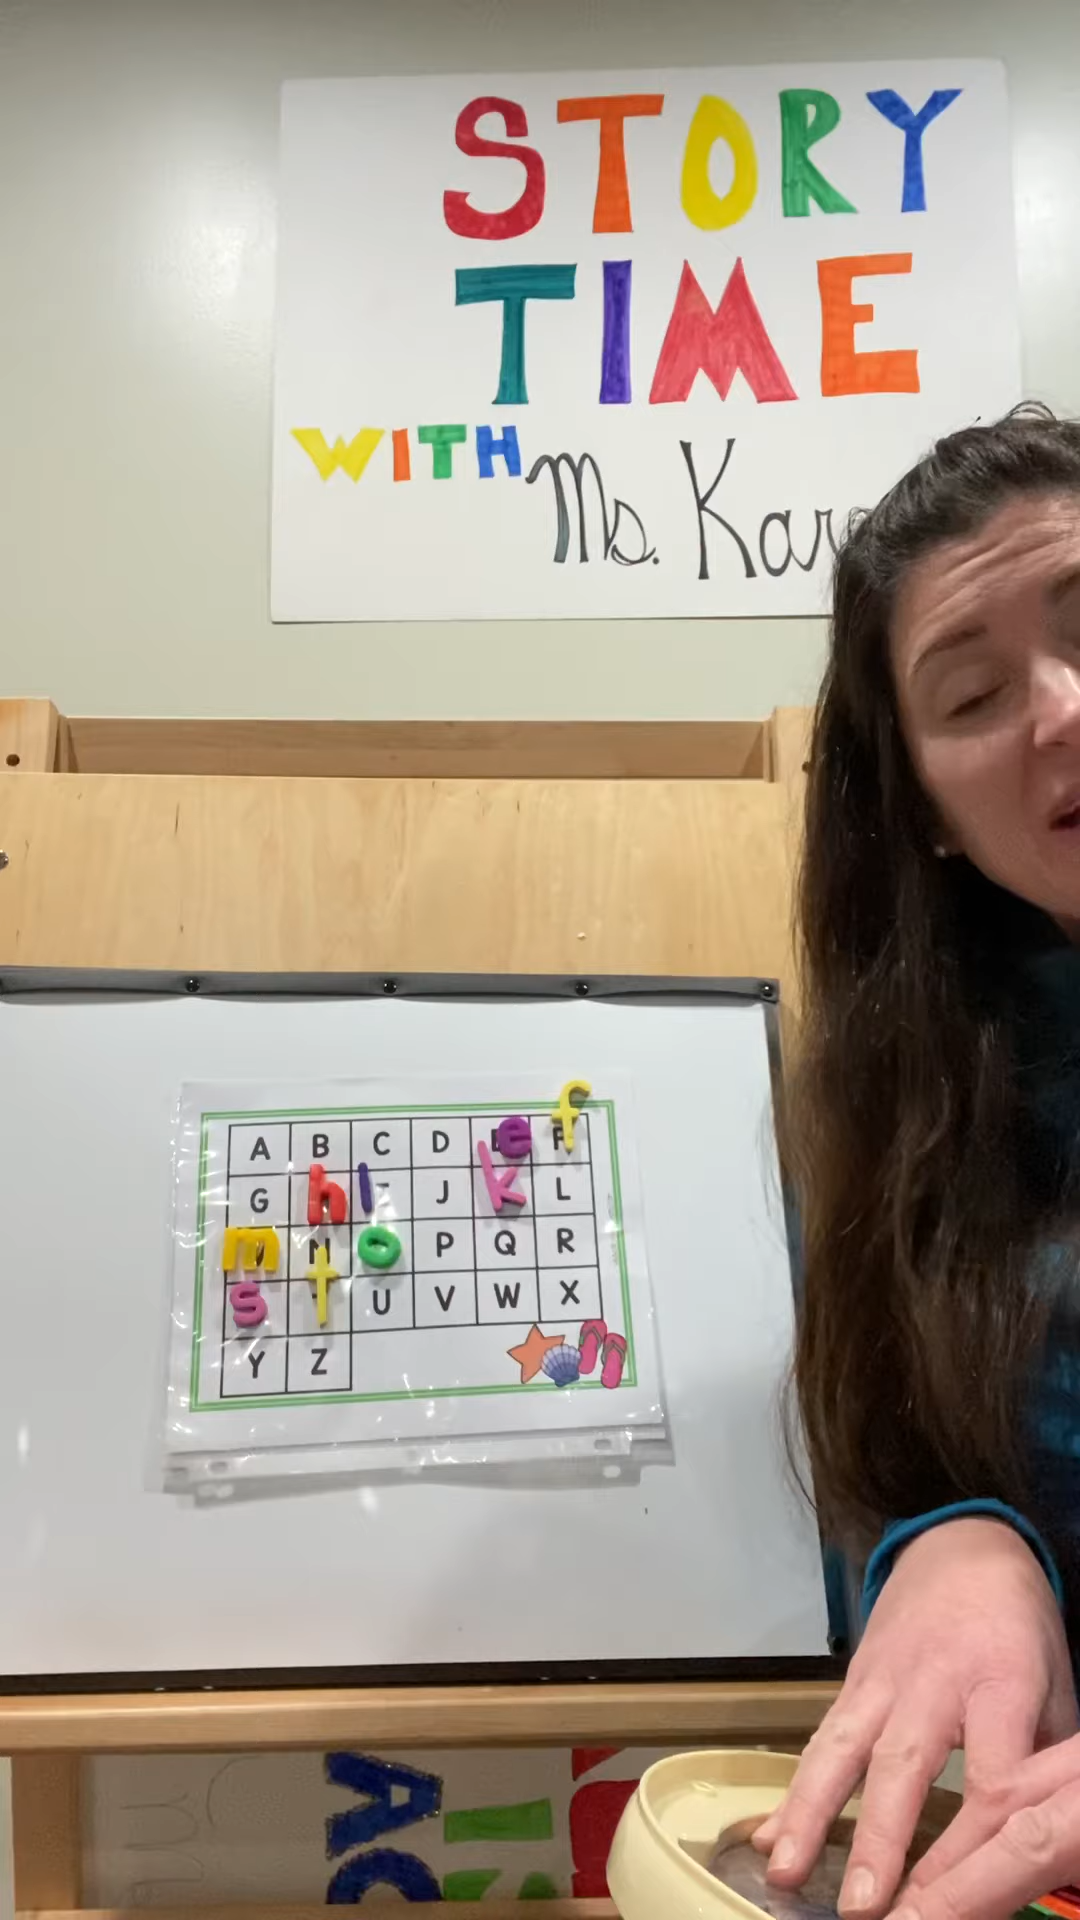 STORY
TIME
WITH Ms. Kar
A B C D e f
G h l J k L
m N o P Q R
s t U V W X
Y Z